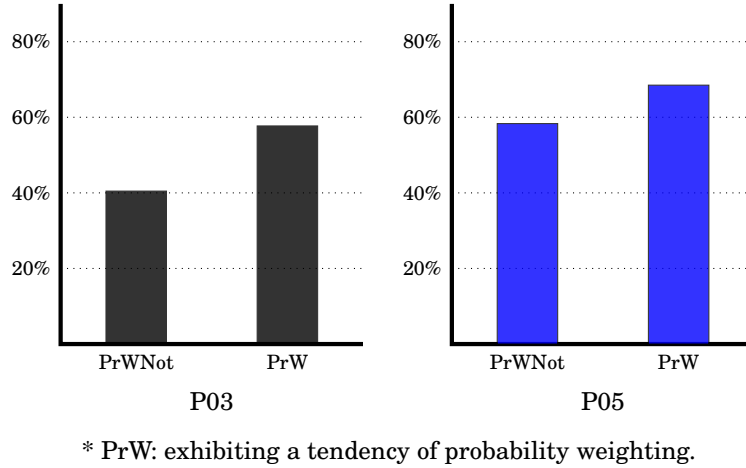 80%
60%
40%
20%
PrWNot PrW
P03
80%
60%
40%
20%
PrWNot PrW
P05
* PrW: exhibiting a tendency of probability weighting.